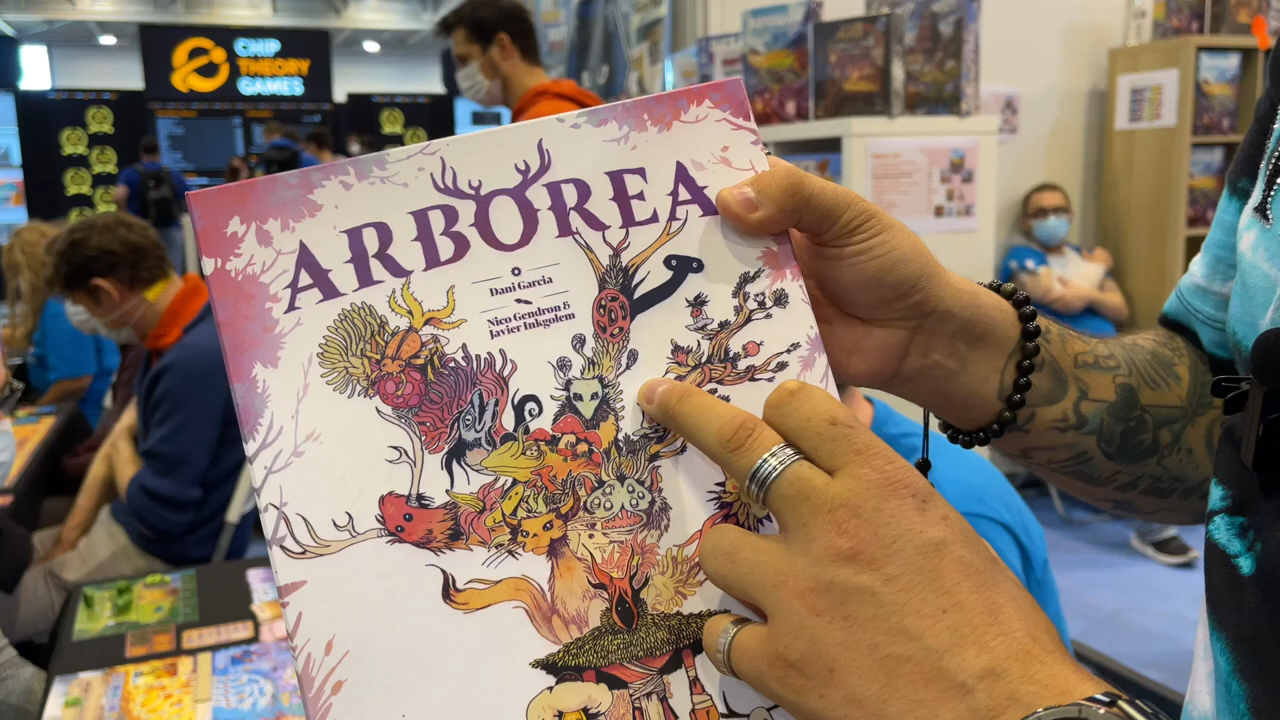 CHIP
THEORY
GAMES
ARBOREA
Dani Garcia
Nico Gendron &
Javier Inkgolem